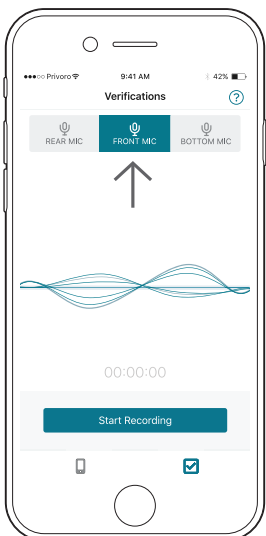 ●●●○○ Privoro 9:41 AM 42%
Verifications ?
REAR MIC FRONT MIC BOTTOM MIC
00:00:00
Start Recording